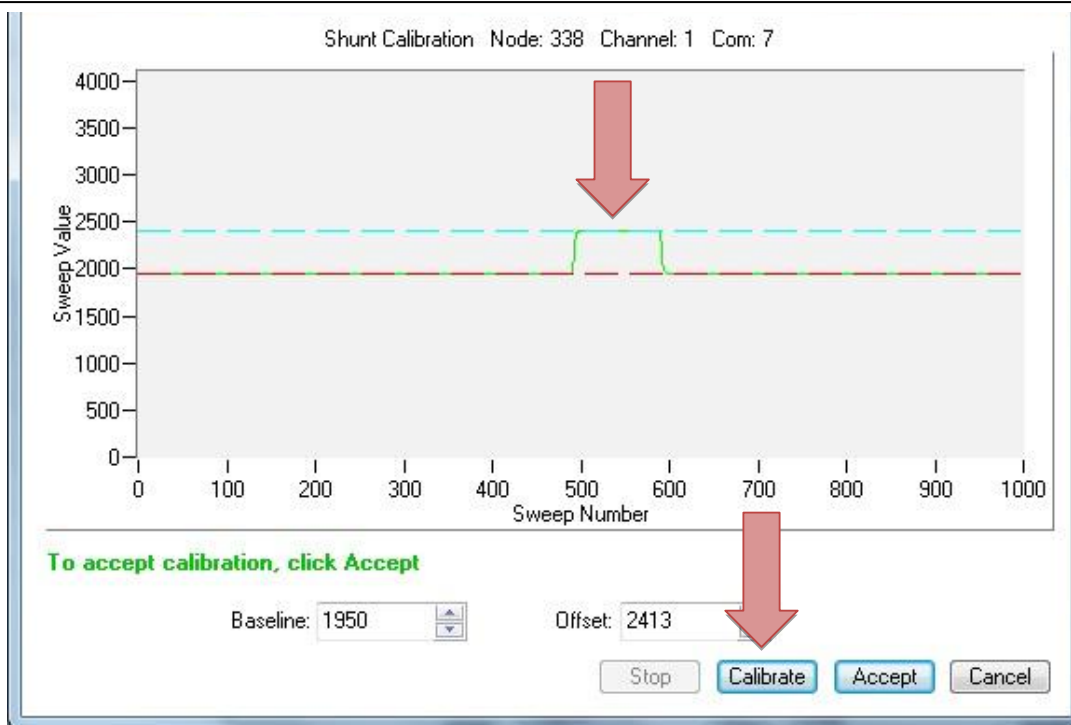 Shunt Calibration Node: 338 Channel: 1 Com: 7
4000
3500
3000
2500
2000
1500
1000
500
0
Sweep Value
0 100 200 300 400 500 600 700 800 900 1000
Sweep Number
To accept calibration, click Accept
Baseline: 1950 Offset: 2413
Stop Calibrate Accept Cancel